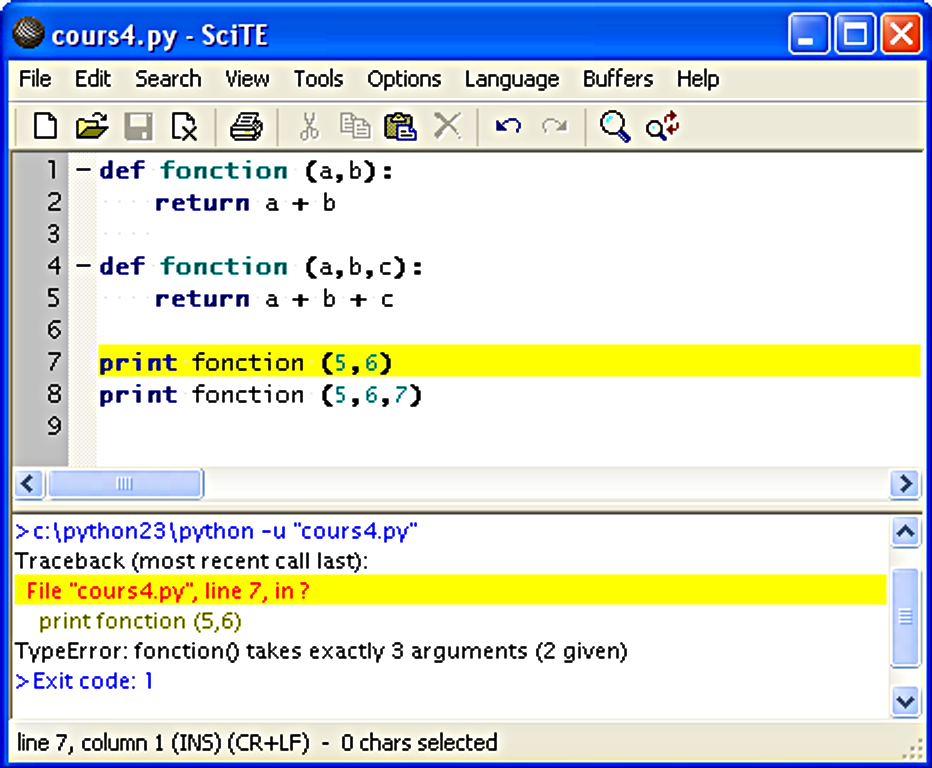 cours4.py - SciTE
File Edit Search View Tools Options Language Buffers Help
1 def fonction (a,b):
2 return a + b
3
4 def fonction (a,b,c):
5 return a + b + c
6
7 print fonction (5,6)
8 print fonction (5,6,7)
9
>c:\python23\python -u "cours4.py"
Traceback (most recent call last):
File "cours4.py", line 7, in ?
print fonction (5,6)
TypeError: fonction() takes exactly 3 arguments (2 given)
>Exit code: 1
line 7, column 1 (INS) (CR+LF) - 0 chars selected